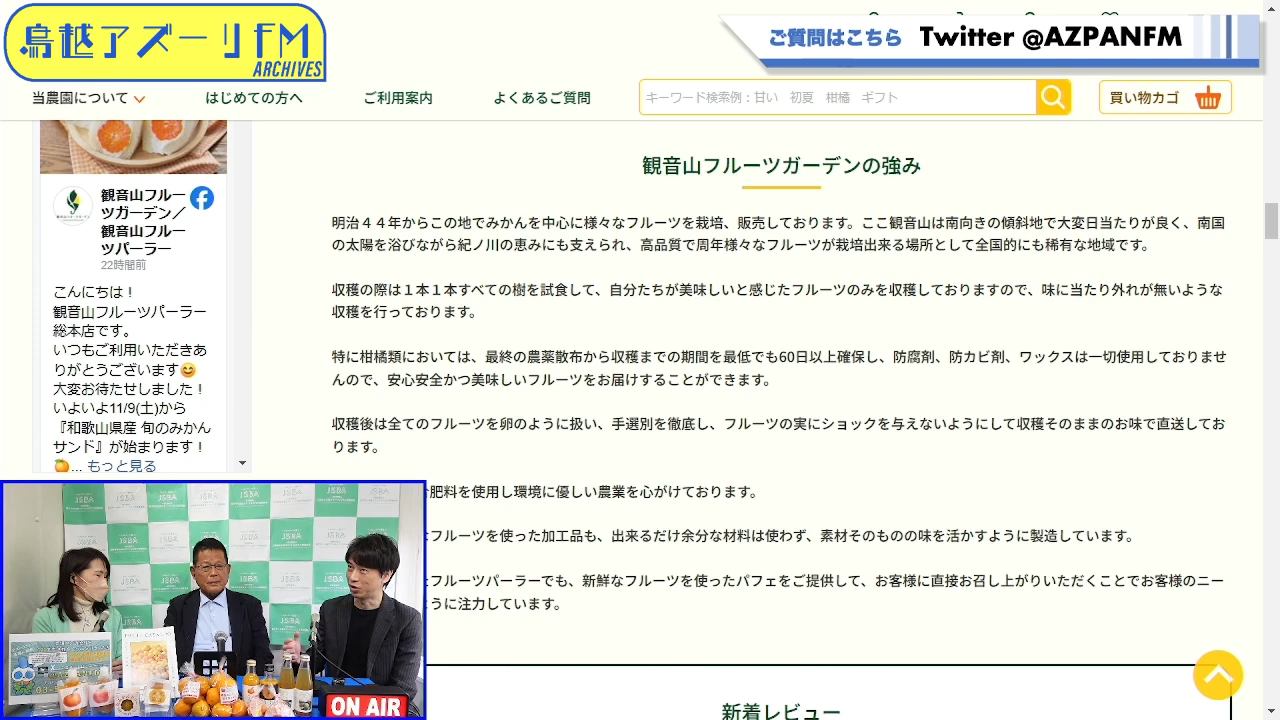 鳥越アズーリFM
ARCHIVES
ご質問はこちら Twitter @AZPANFM
当農園について
はじめての方へ
ご利用案内
よくあるご質問
キーワード検索例：甘い 初夏 柑橘 ギフト
買い物カゴ
観音山フルーツガーデン／観音山フルーツパーラー
22時間前
こんにちは！
観音山フルーツパーラー
総本店です。
いつもご利用いただきあ
りがとうございます😊
大変お待たせしました！
いよいよ11/9(土)から
『和歌山県産 旬のみかん
サンド』が始まります！
🍊... もっと見る
観音山フルーツガーデンの強み
明治４４年からこの地でみかんを中心に様々なフルーツを栽培、販売しております。ここ観音山は南向きの傾斜地で大変日当たりが良く、南国
の太陽を浴びながら紀ノ川の恵みにも支えられ、高品質で周年様々なフルーツが栽培出来る場所として全国的にも稀有な地域です。
収穫の際は１本１本すべての樹を試食して、自分たちが美味しいと感じたフルーツのみを収穫しておりますので、味に当たり外れが無いような
収穫を行っております。
特に柑橘類においては、最終の農薬散布から収穫までの期間を最低でも60日以上確保し、防腐剤、防カビ剤、ワックスは一切使用しておりませ
んので、安心安全かつ美味しいフルーツをお届けすることができます。
収穫後は全てのフルーツを卵のように扱い、手選別を徹底し、フルーツの実にショックを与えないようにして収穫そのままのお味で直送してお
ります。
肥料を使用し環境に優しい農業を心がけております。
フルーツを使った加工品も、出来るだけ余分な材料は使わず、素材そのものの味を活かすように製造しています。
フルーツパーラーでも、新鮮なフルーツを使ったパフェをご提供して、お客様に直接お召し上がりいただくことでお客様のニー
うに注力しています。
新着レビュー
JSBA
ON AIR